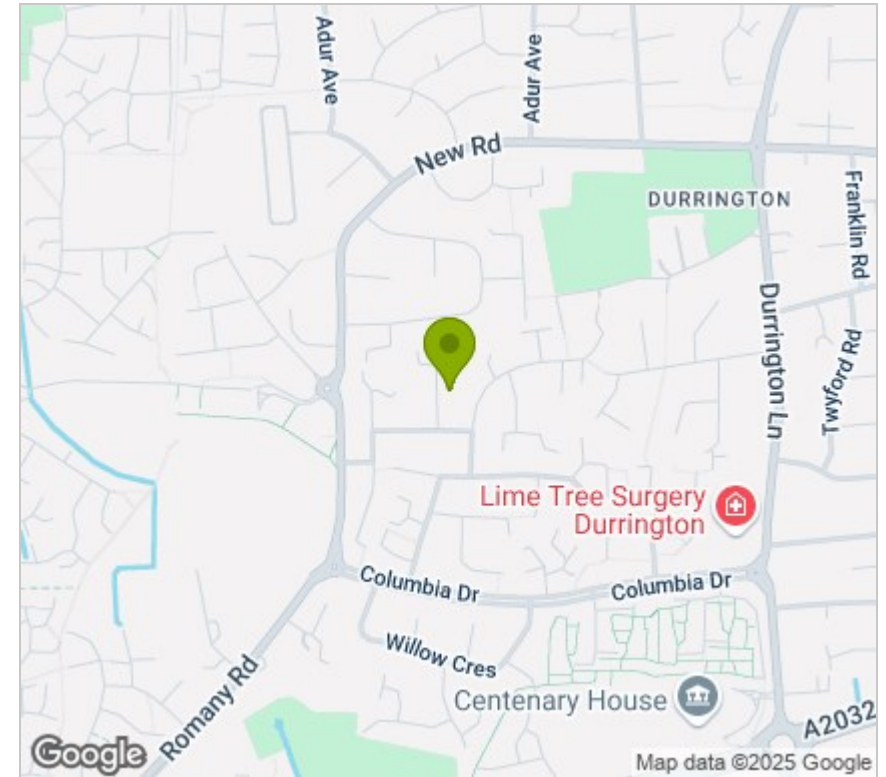 Adur Ave
Adur Ave
New Rd
DURRINGTON
Franklin Rd
Durrington Ln
Twyford Rd
Lime Tree Surgery
Durrington
Columbia Dr
Columbia Dr
Willow Cres
Romany Rd
Centenary House
A2032
Google
Map data ©2025 Google